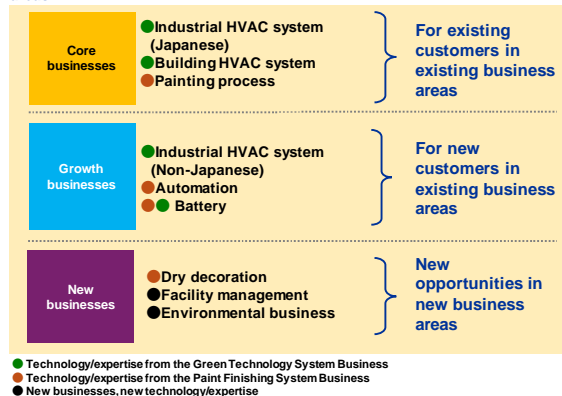 Core
businesses
●Industrial HVAC system
(Japanese)
●Building HVAC system
●Painting process
For existing
customers in
existing business
areas
Growth
businesses
●Industrial HVAC system
(Non-Japanese)
●Automation
●● Battery
For new
customers in
existing business
areas
New
businesses
●Dry decoration
●Facility management
●Environmental business
New
opportunities in
new business
areas
● Technology/expertise from the Green Technology System Business
● Technology/expertise from the Paint Finishing System Business
● New businesses, new technology/expertise